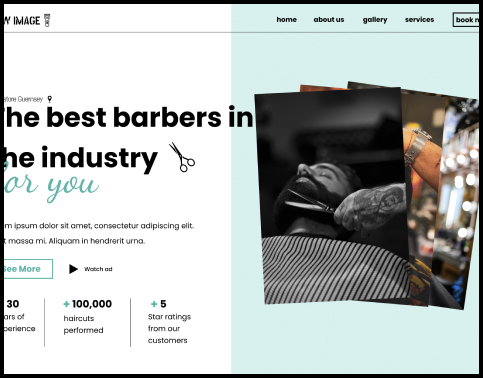 W IMAGE
home about us gallery services book n
store Guernsey
The best barbers in
he industry
or you
m ipsum dolor sit amet, consectetur adipiscing elit.
t massa mi. Aliquam in hendrerit urna.
See More Watch ad
30 + 100,000 + 5
ars of haircuts Star ratings
perience performed from our
customers